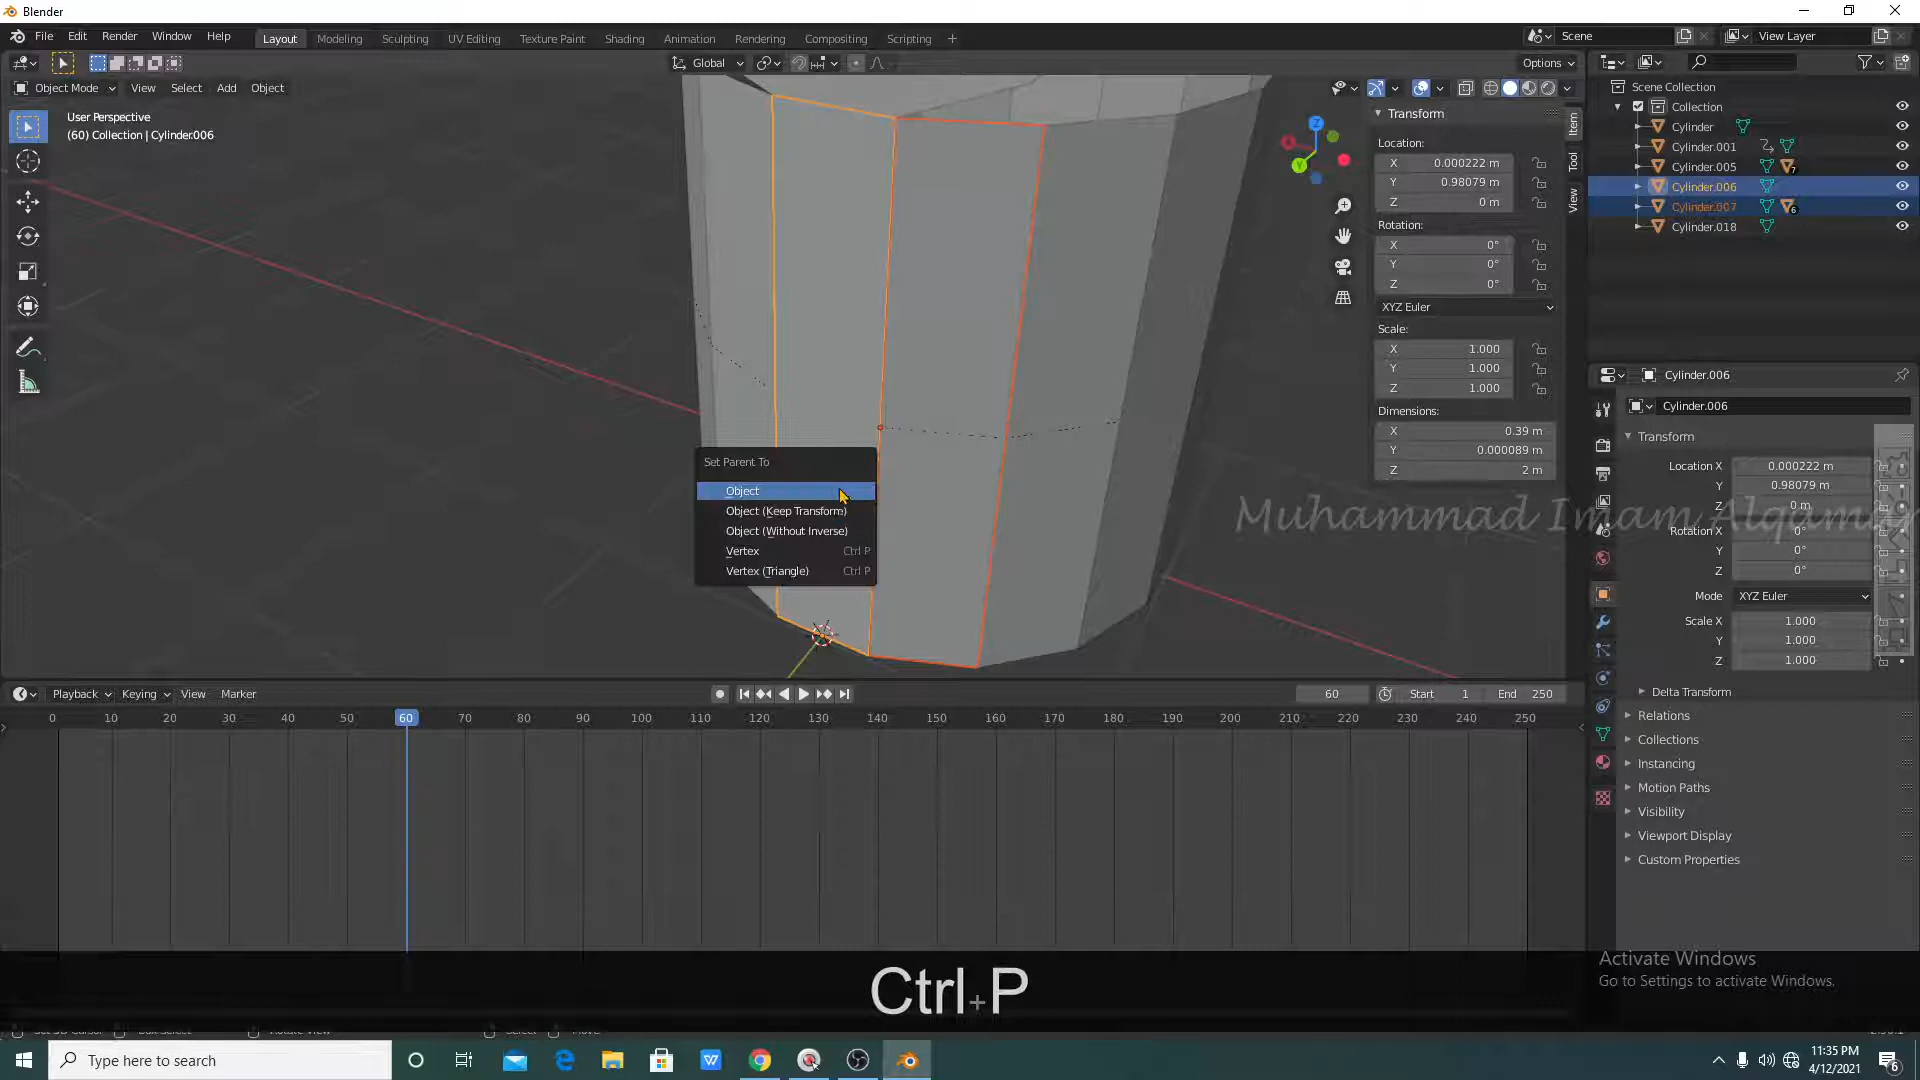 Blender
File Edit Render Window Help
Layout Modeling Sculpting UV Editing Texture Paint Shading Animation Rendering Compositing Scripting +
Scene
View Layer
Global
Options
Object Mode View Select Add Object
User Perspective
(60) Collection | Cylinder.006
Transform
Location:
X 0.000222 m
Y 0.98079 m
Z 0 m
Rotation:
X 0°
Y 0°
Z 0°
XYZ Euler
Scale:
X 1.000
Y 1.000
Z 1.000
Dimensions:
X 0.39 m
Y 0.000089 m
Z 2 m
Item
Tool
View
Set Parent To
Object
Object (Keep Transform)
Object (Without Inverse)
Vertex Ctrl P
Vertex (Triangle) Ctrl P
Scene Collection
Collection
Cylinder
Cylinder.001
Cylinder.005 7
Cylinder.006
Cylinder.007 6
Cylinder.018
Cylinder.006
Cylinder.006
Transform
Location X 0.000222 m
Y 0.98079 m
Z 0 m
Rotation X 0°
Y 0°
Z 0°
Mode XYZ Euler
Scale X 1.000
Y 1.000
Z 1.000
Delta Transform
Relations
Collections
Instancing
Motion Paths
Visibility
Viewport Display
Custom Properties
Muhammad Imam Alqamar
Playback Keying View Marker
60 Start 1 End 250
0 10 20 30 40 50 60 70 80 90 100 110 120 130 140 150 160 170 180 190 200 210 220 230 240 250
Ctrl+P
Activate Windows
Go to Settings to activate Windows.
Type here to search
11:35 PM
4/12/2021
6